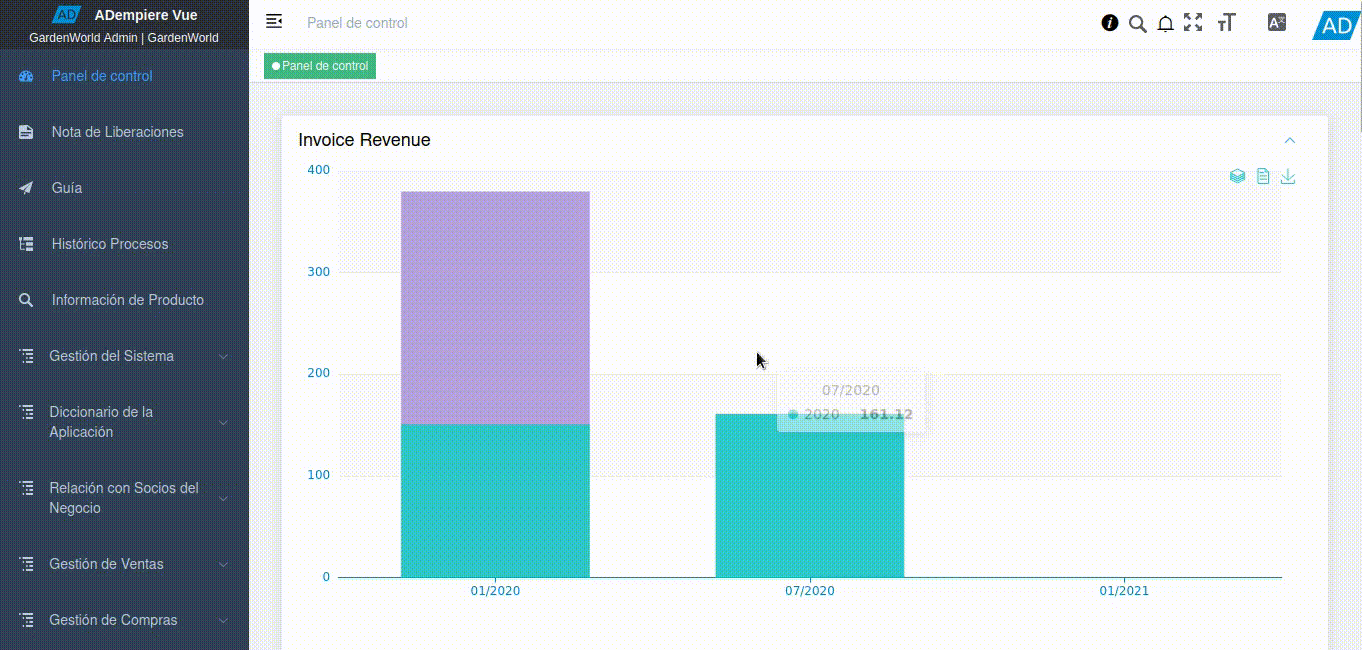 AD ADempiere Vue
GardenWorld Admin | GardenWorld
Panel de control
Nota de Liberaciones
Guía
Histórico Procesos
Información de Producto
Gestión del Sistema
Diccionario de la
Aplicación
Relación con Socios del
Negocio
Gestión de Ventas
Gestión de Compras
Panel de control
AD
Panel de control
Invoice Revenue
400
300
200
100
0
07/2020
2020 161.12
01/2020 07/2020 01/2021